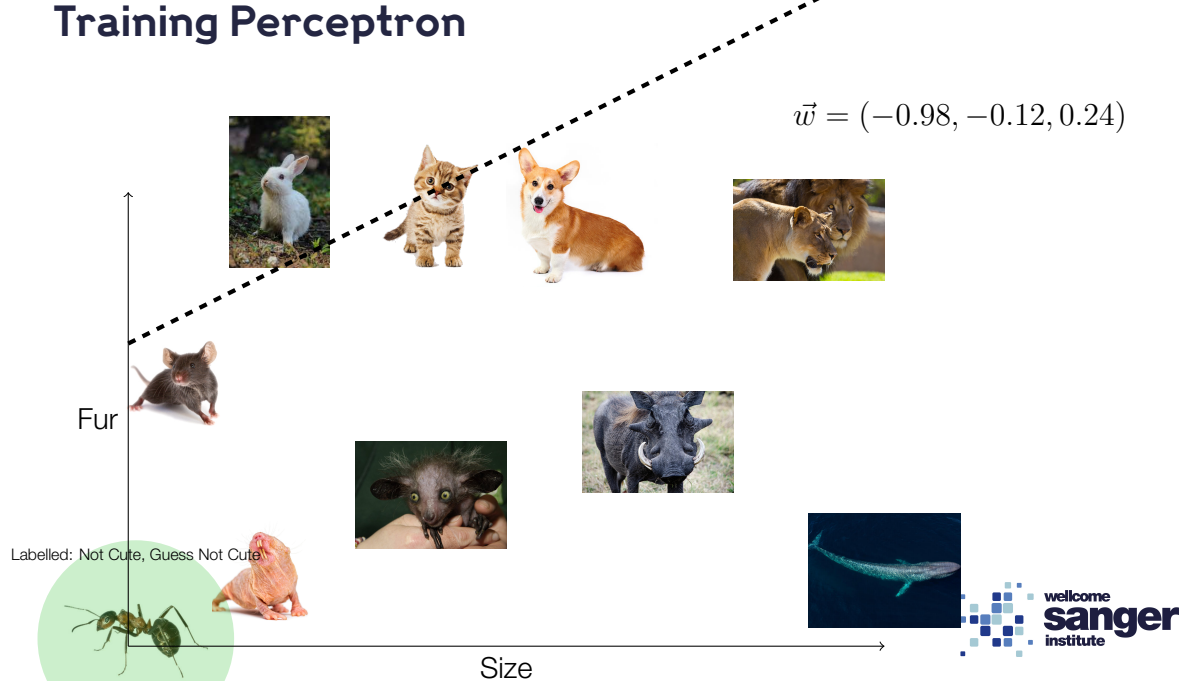 Training Perceptron
$\vec{w} = (-0.98, -0.12, 0.24)$
Fur
Labelled: Not Cute, Guess Not Cute
Size
wellcome
sanger
institute